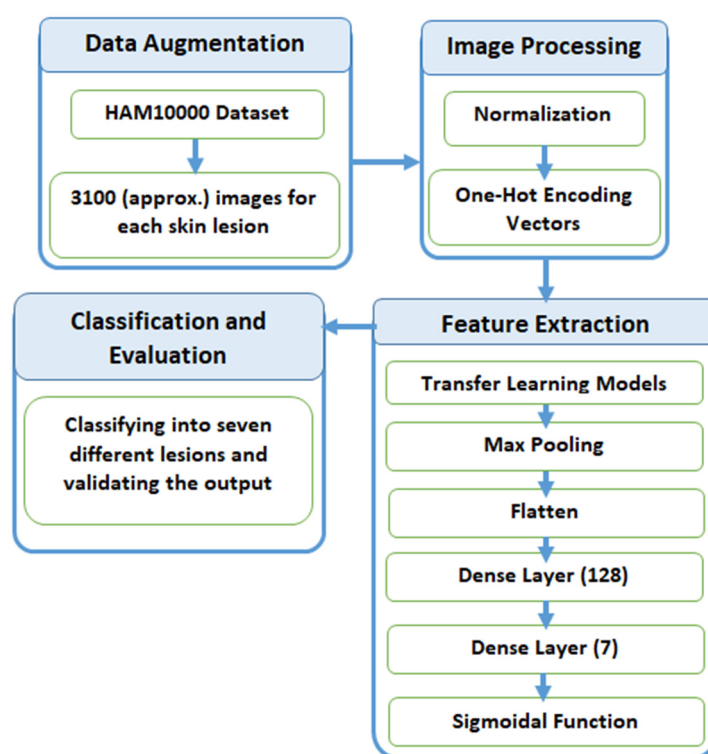 Data Augmentation
HAM10000 Dataset
3100 (approx.) images for
each skin lesion
Image Processing
Normalization
One-Hot Encoding
Vectors
Feature Extraction
Transfer Learning Models
Max Pooling
Flatten
Dense Layer (128)
Dense Layer (7)
Sigmoidal Function
Classification and
Evaluation
Classifying into seven
different lesions and
validating the output